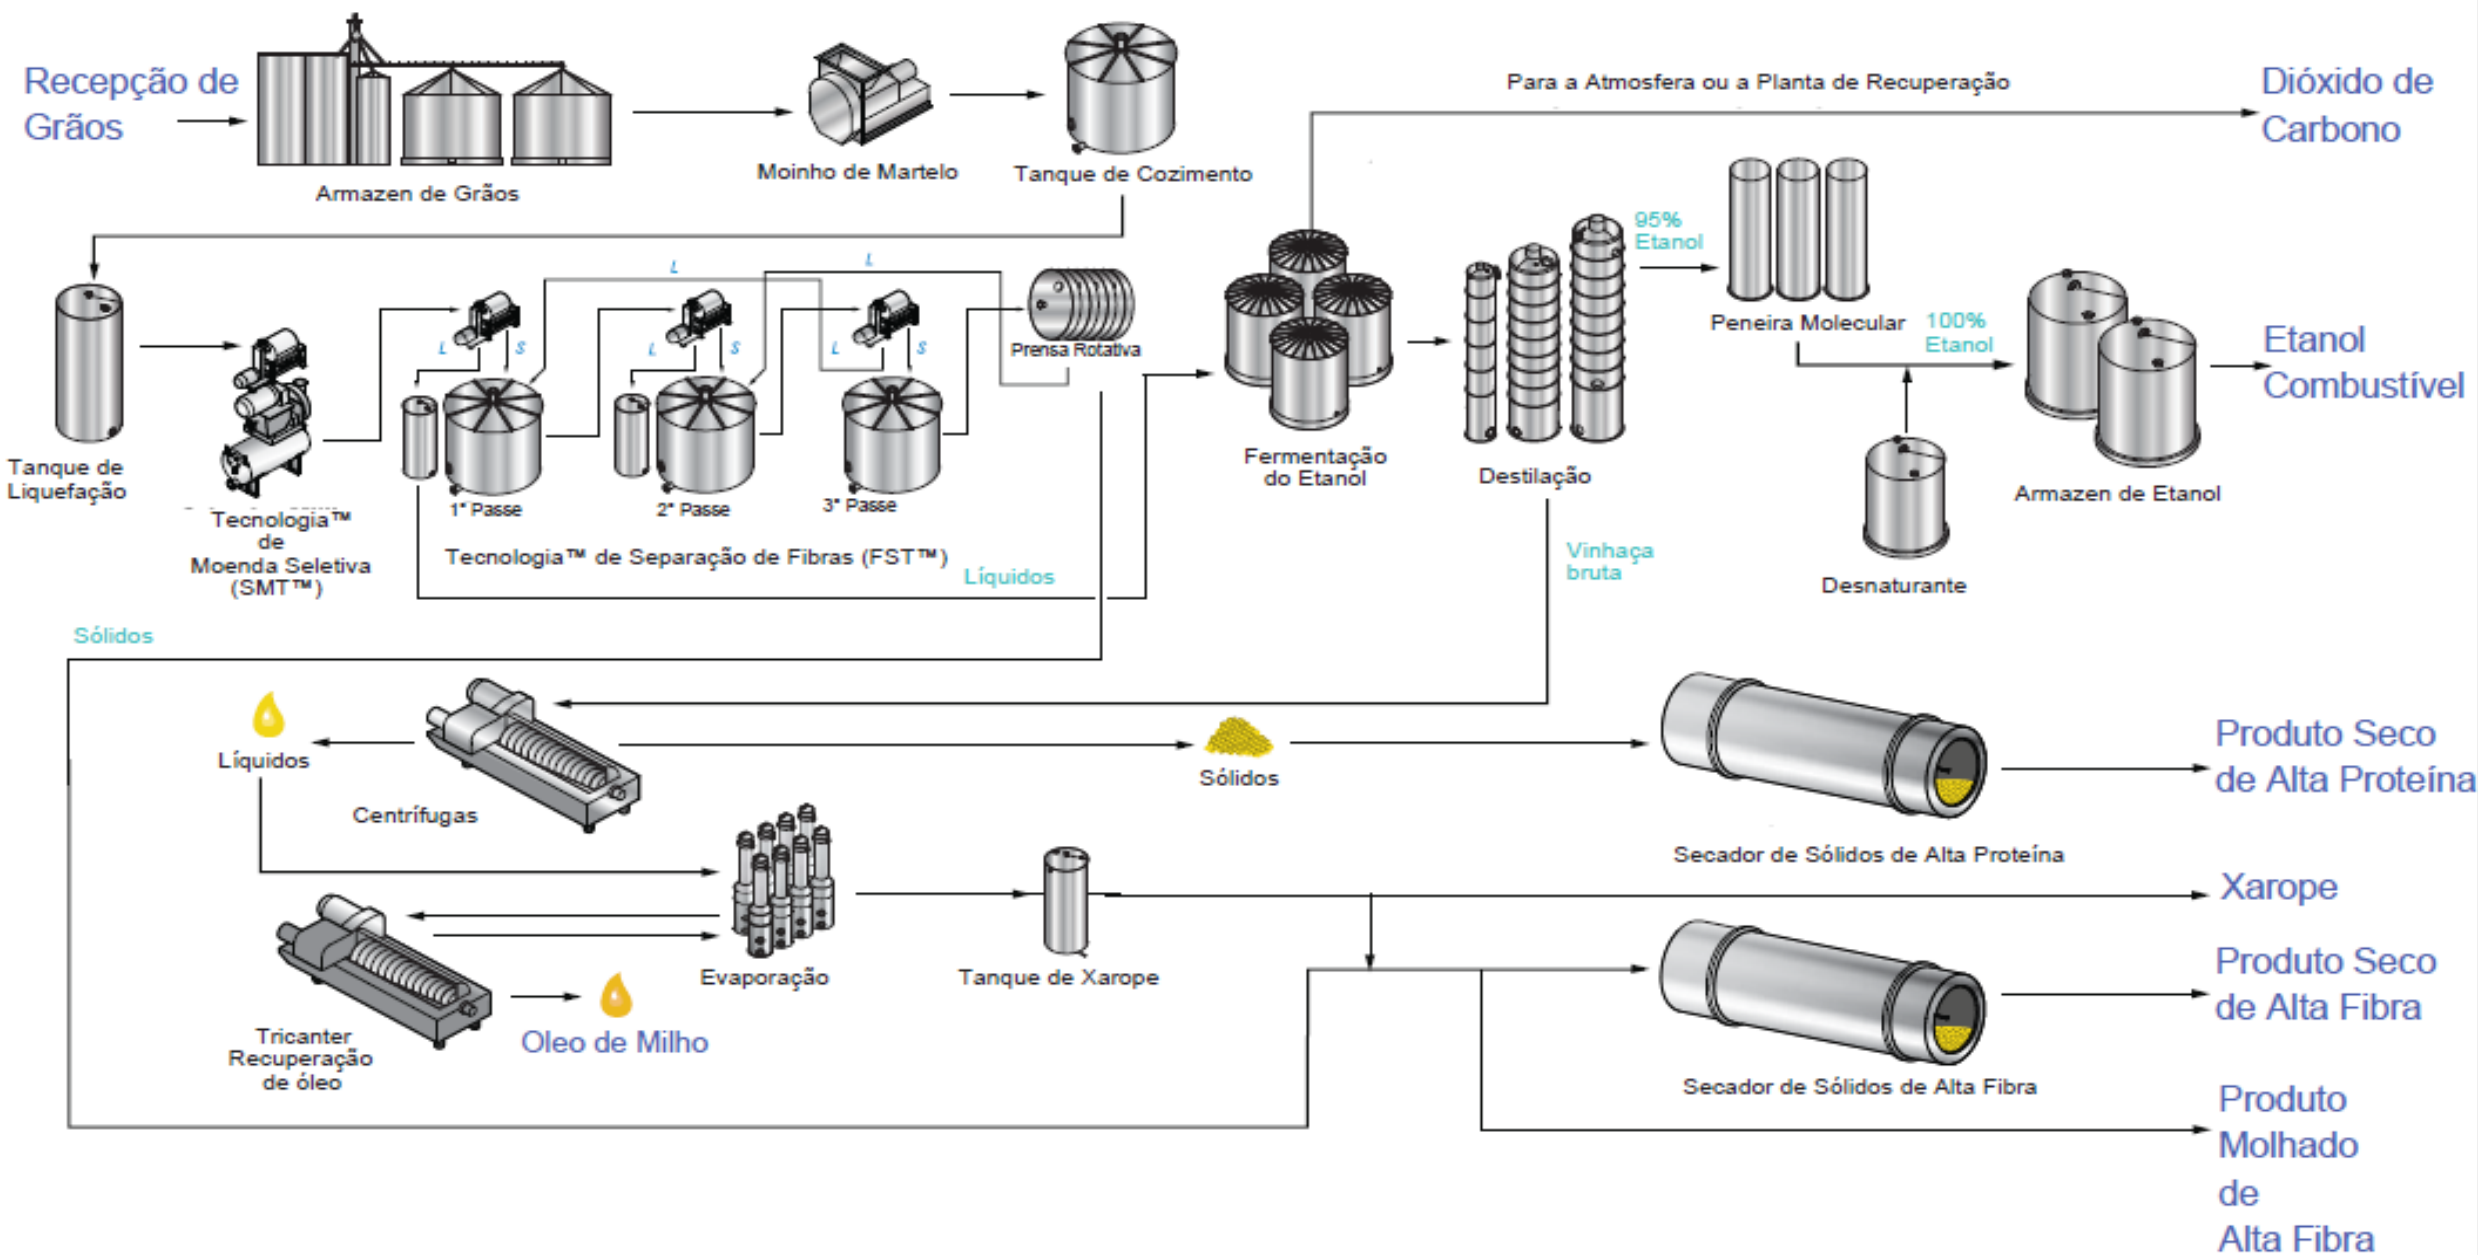 Recepção de
Grãos
Armazen de Grãos
Moinho de Martelo
Tanque de Cozimento
Para a Atmosfera ou a Planta de Recuperação
Dióxido de
Carbono
Tanque de
Liquefação
Tecnologia™
de
Moenda Seletiva
(SMT™)
L
S
L
L
S
L
L
S
1° Passe
2° Passe
3° Passe
Tecnologia™ de Separação de Fibras (FST™)
Prensa Rotativa
Líquidos
Fermentação
do Etanol
Destilação
95%
Etanol
Peneira Molecular
100%
Etanol
Desnaturante
Armazen de Etanol
Etanol
Combustível
Vinhaça
bruta
Sólidos
Líquidos
Centrífugas
Sólidos
Secador de Sólidos de Alta Proteína
Produto Seco
de Alta Proteína
Evaporação
Tanque de Xarope
Xarope
Tricanter
Recuperação
de óleo
Oleo de Milho
Secador de Sólidos de Alta Fibra
Produto Seco
de Alta Fibra
Produto
Molhado
de
Alta Fibra